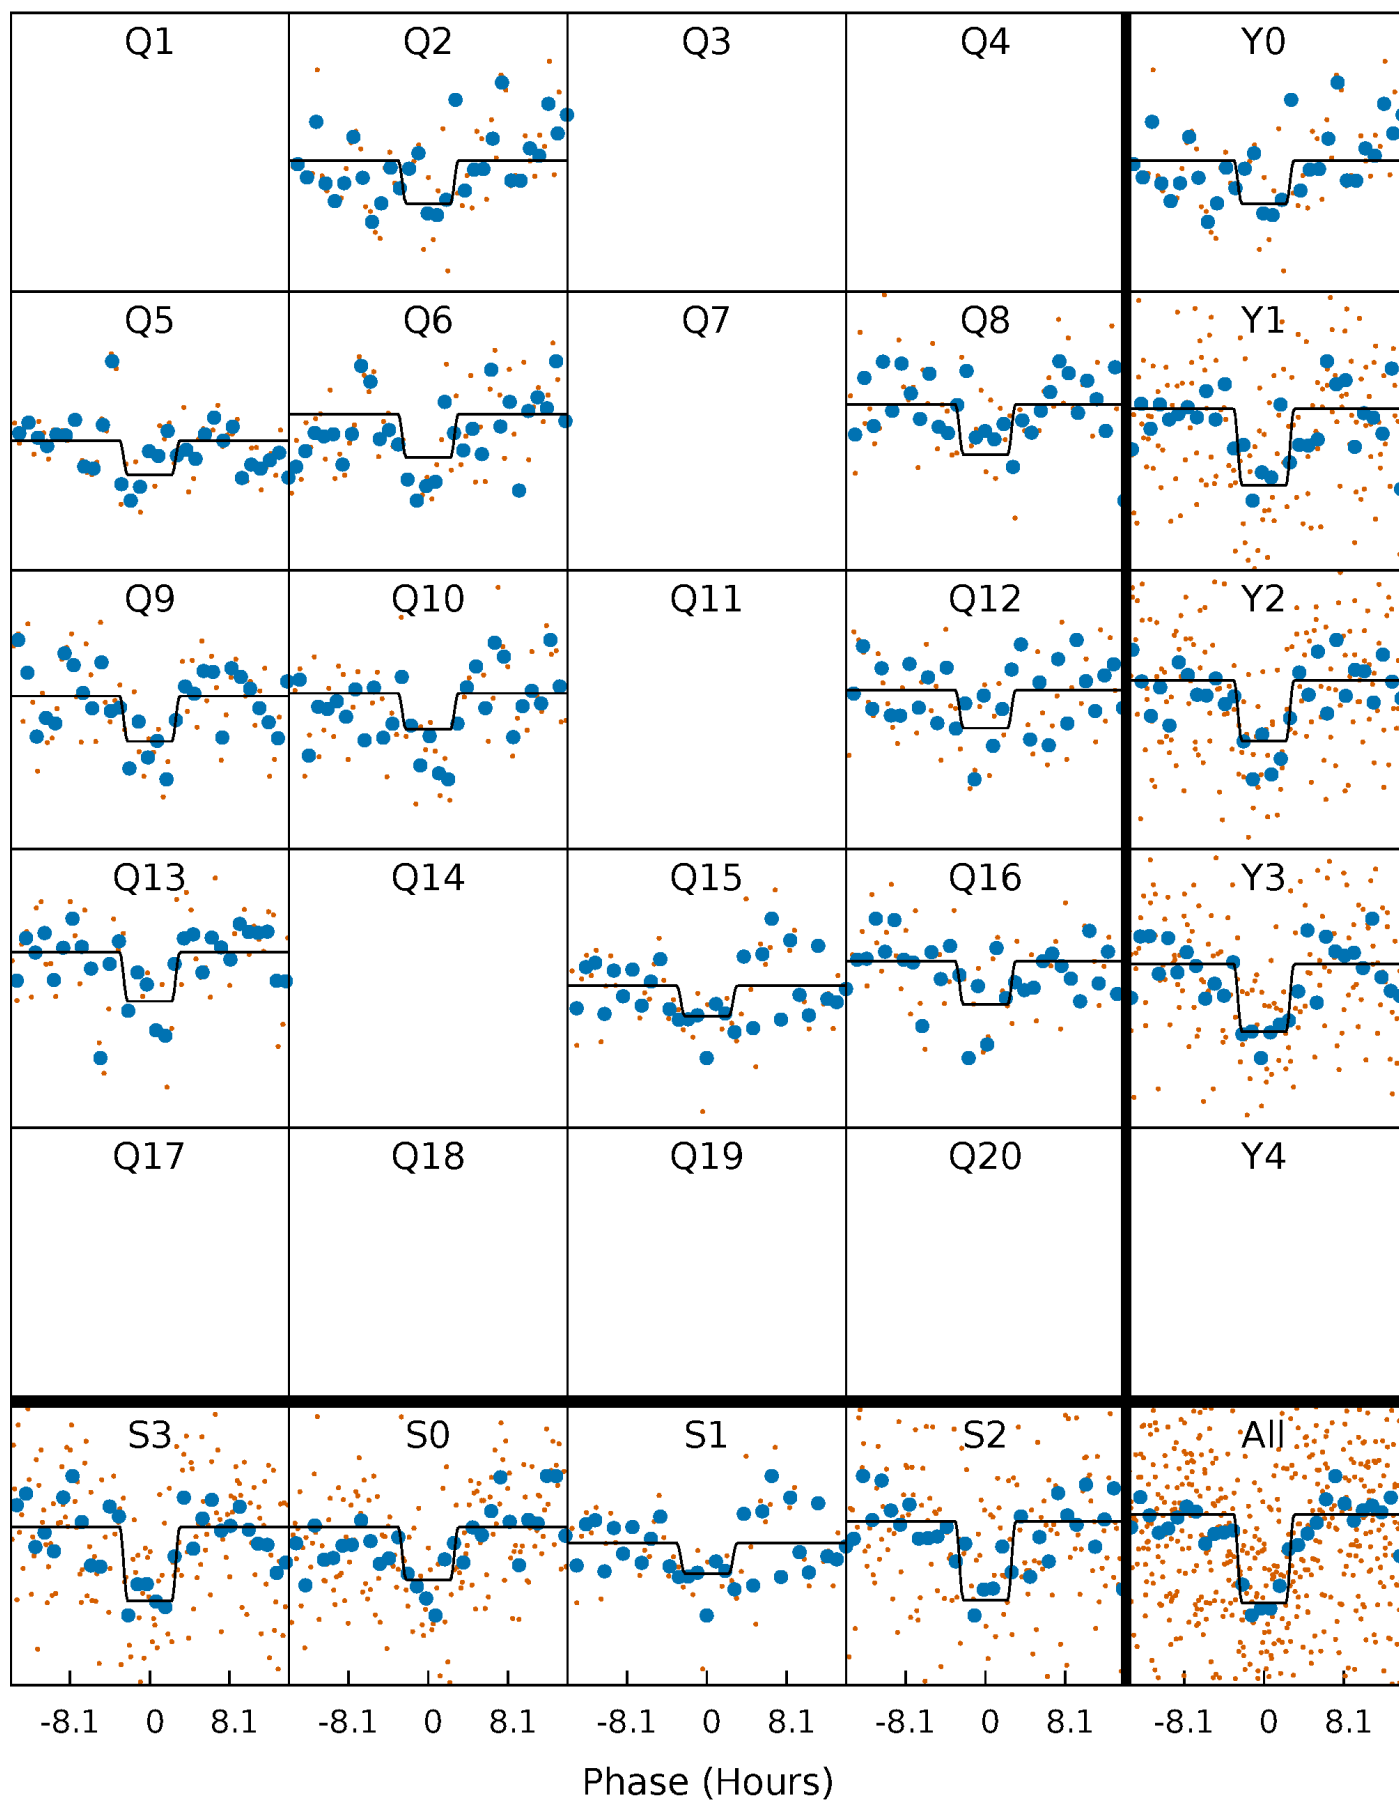 Q1 Q2 Q3 Q4 Y0
Q5 Q6 Q7 Q8 Y1
Q9 Q10 Q11 Q12 Y2
Q13 Q14 Q15 Q16 Y3
Q17 Q18 Q19 Q20 Y4
S3 S0 S1 S2 All
-8.1 0 8.1 -8.1 0 8.1 -8.1 0 8.1 -8.1 0 8.1 -8.1 0 8.1
Phase (Hours)